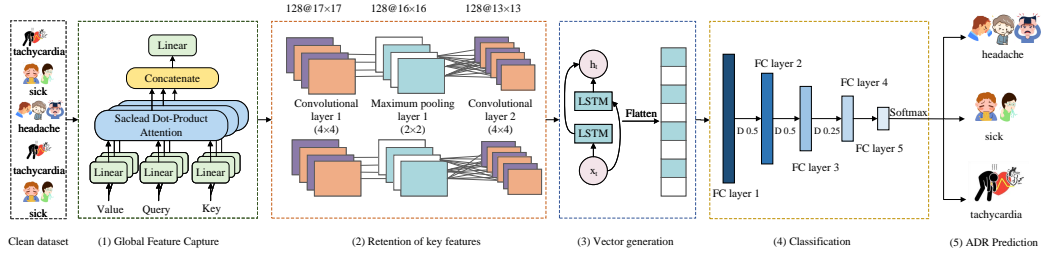 128@17×17
128@16×16
128@13×13
tachycardia
sick
headache
tachycardia
sick
Clean dataset
Linear
Concatenate
Saclead Dot-Product
Attention
Linear
Linear
Linear
Value
Query
Key
(1) Global Feature Capture
Convolutional
layer 1
(4×4)
Maximum pooling
layer 1
(2×2)
Convolutional
layer 2
(4×4)
(2) Retention of key features
hₜ
LSTM
LSTM
xₜ
Flatten
(3) Vector generation
FC layer 1
D 0.5
FC layer 2
D 0.5
FC layer 3
D 0.25
FC layer 4
FC layer 5
Softmax
(4) Classification
headache
sick
tachycardia
(5) ADR Prediction